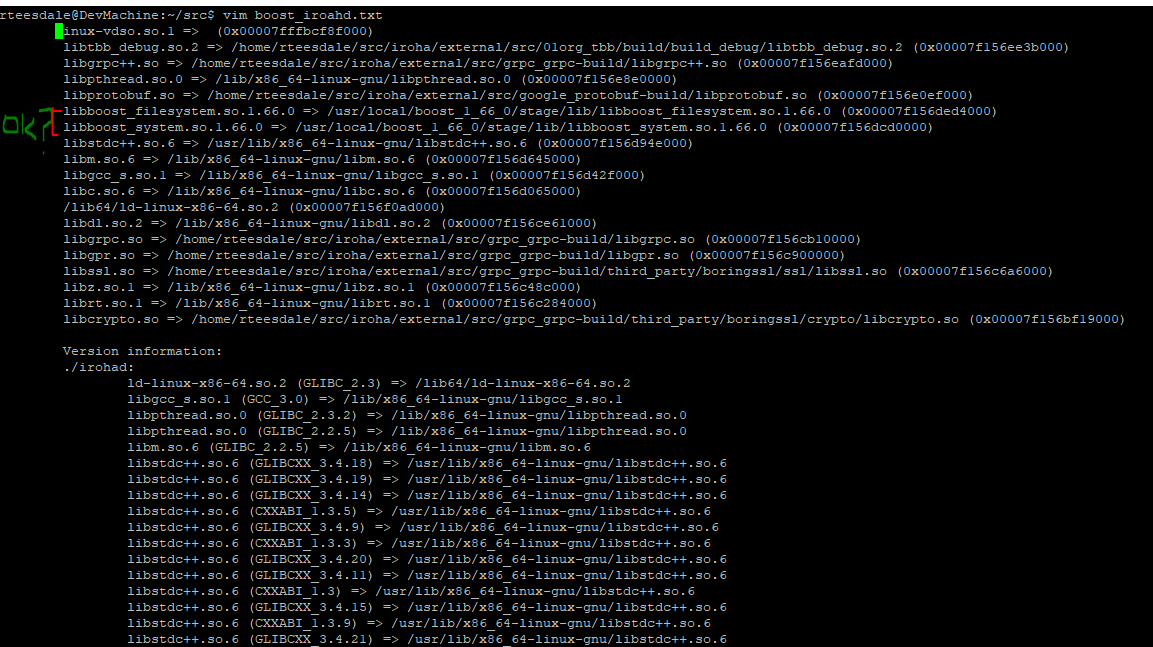 rteesdale@DevMachine:~/src$ vim boost_iroahd.txt
inux-vdso.so.1 =>  (0x00007fffbcf8f000)
libtbb_debug.so.2 => /home/rteesdale/src/iroha/external/src/01org_tbb/build/build_debug/libtbb_debug.so.2 (0x00007f156ee3b000)
libgrpc++.so => /home/rteesdale/src/iroha/external/src/grpc_grpc-build/libgrpc++.so (0x00007f156eafd000)
libpthread.so.0 => /lib/x86_64-linux-gnu/libpthread.so.0 (0x00007f156e8e0000)
libprotobuf.so => /home/rteesdale/src/iroha/external/src/google_protobuf-build/libprotobuf.so (0x00007f156e0ef000)
libboost_filesystem.so.1.66.0 => /usr/local/boost_1_66_0/stage/lib/libboost_filesystem.so.1.66.0 (0x00007f156ded4000)
ok?
libboost_system.so.1.66.0 => /usr/local/boost_1_66_0/stage/lib/libboost_system.so.1.66.0 (0x00007f156dcd0000)
libstdc++.so.6 => /usr/lib/x86_64-linux-gnu/libstdc++.so.6 (0x00007f156d94e000)
libm.so.6 => /lib/x86_64-linux-gnu/libm.so.6 (0x00007f156d645000)
libgcc_s.so.1 => /lib/x86_64-linux-gnu/libgcc_s.so.1 (0x00007f156d42f000)
libc.so.6 => /lib/x86_64-linux-gnu/libc.so.6 (0x00007f156d065000)
/lib64/ld-linux-x86-64.so.2 (0x00007f156f0ad000)
libdl.so.2 => /lib/x86_64-linux-gnu/libdl.so.2 (0x00007f156ce61000)
libgrpc.so => /home/rteesdale/src/iroha/external/src/grpc_grpc-build/libgrpc.so (0x00007f156cb10000)
libgpr.so => /home/rteesdale/src/iroha/external/src/grpc_grpc-build/libgpr.so (0x00007f156c900000)
libssl.so => /home/rteesdale/src/iroha/external/src/grpc_grpc-build/third_party/boringssl/ssl/libssl.so (0x00007f156c6a6000)
libz.so.1 => /lib/x86_64-linux-gnu/libz.so.1 (0x00007f156c48c000)
librt.so.1 => /lib/x86_64-linux-gnu/librt.so.1 (0x00007f156c284000)
libcrypto.so => /home/rteesdale/src/iroha/external/src/grpc_grpc-build/third_party/boringssl/crypto/libcrypto.so (0x00007f156bf19000)
Version information:
./irohad:
ld-linux-x86-64.so.2 (GLIBC_2.3) => /lib64/ld-linux-x86-64.so.2
libgcc_s.so.1 (GCC_3.0) => /lib/x86_64-linux-gnu/libgcc_s.so.1
libpthread.so.0 (GLIBC_2.3.2) => /lib/x86_64-linux-gnu/libpthread.so.0
libpthread.so.0 (GLIBC_2.2.5) => /lib/x86_64-linux-gnu/libpthread.so.0
libm.so.6 (GLIBC_2.2.5) => /lib/x86_64-linux-gnu/libm.so.6
libstdc++.so.6 (GLIBCXX_3.4.18) => /usr/lib/x86_64-linux-gnu/libstdc++.so.6
libstdc++.so.6 (GLIBCXX_3.4.19) => /usr/lib/x86_64-linux-gnu/libstdc++.so.6
libstdc++.so.6 (GLIBCXX_3.4.14) => /usr/lib/x86_64-linux-gnu/libstdc++.so.6
libstdc++.so.6 (CXXABI_1.3.5) => /usr/lib/x86_64-linux-gnu/libstdc++.so.6
libstdc++.so.6 (GLIBCXX_3.4.9) => /usr/lib/x86_64-linux-gnu/libstdc++.so.6
libstdc++.so.6 (CXXABI_1.3.3) => /usr/lib/x86_64-linux-gnu/libstdc++.so.6
libstdc++.so.6 (GLIBCXX_3.4.20) => /usr/lib/x86_64-linux-gnu/libstdc++.so.6
libstdc++.so.6 (GLIBCXX_3.4.11) => /usr/lib/x86_64-linux-gnu/libstdc++.so.6
libstdc++.so.6 (CXXABI_1.3) => /usr/lib/x86_64-linux-gnu/libstdc++.so.6
libstdc++.so.6 (GLIBCXX_3.4.15) => /usr/lib/x86_64-linux-gnu/libstdc++.so.6
libstdc++.so.6 (CXXABI_1.3.9) => /usr/lib/x86_64-linux-gnu/libstdc++.so.6
libstdc++.so.6 (GLIBCXX_3.4.21) => /usr/lib/x86_64-linux-gnu/libstdc++.so.6